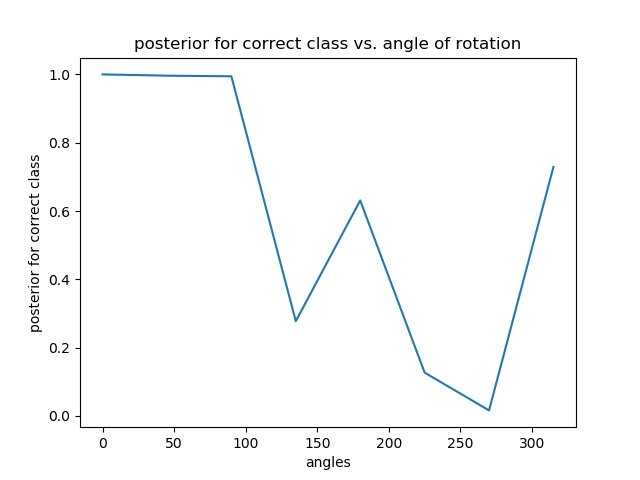 posterior for correct class vs. angle of rotation
posterior for correct class
1.0
0.8
0.6
0.4
0.2
0.0
0 50 100 150 200 250 300
angles